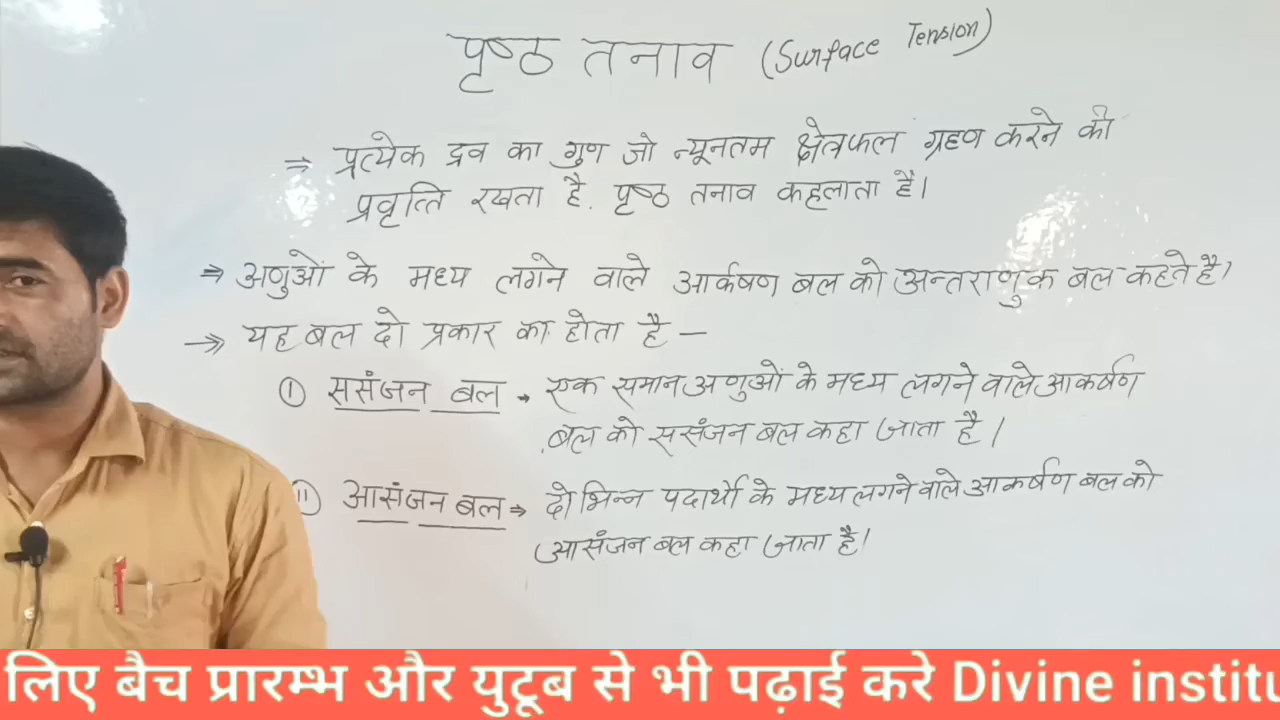 पृष्ठ तनाव (Surface Tension)
⇒ प्रत्येक द्रव का गुण जो न्यूनतम क्षेत्रफल ग्रहण करने की
प्रवृत्ति रखता है. पृष्ठ तनाव कहलाता है।
⇒ अणुओं के मध्य लगने वाले आर्कषण बल को अन्तराणुक बल कहते है।
→ यह बल दो प्रकार का होता है –
① ससंजन बल → एक समान अणुओं के मध्य लगने वाले आकर्षण
बल को ससंजन बल कहा जाता है।
② आसंजन बल ⇒ दो भिन्न पदार्थो के मध्य लगने वाले आकर्षण बल को
आसंजन बल कहा जाता है।
लिए बैच प्रारम्भ और युटूब से भी पढ़ाई करे Divine institu